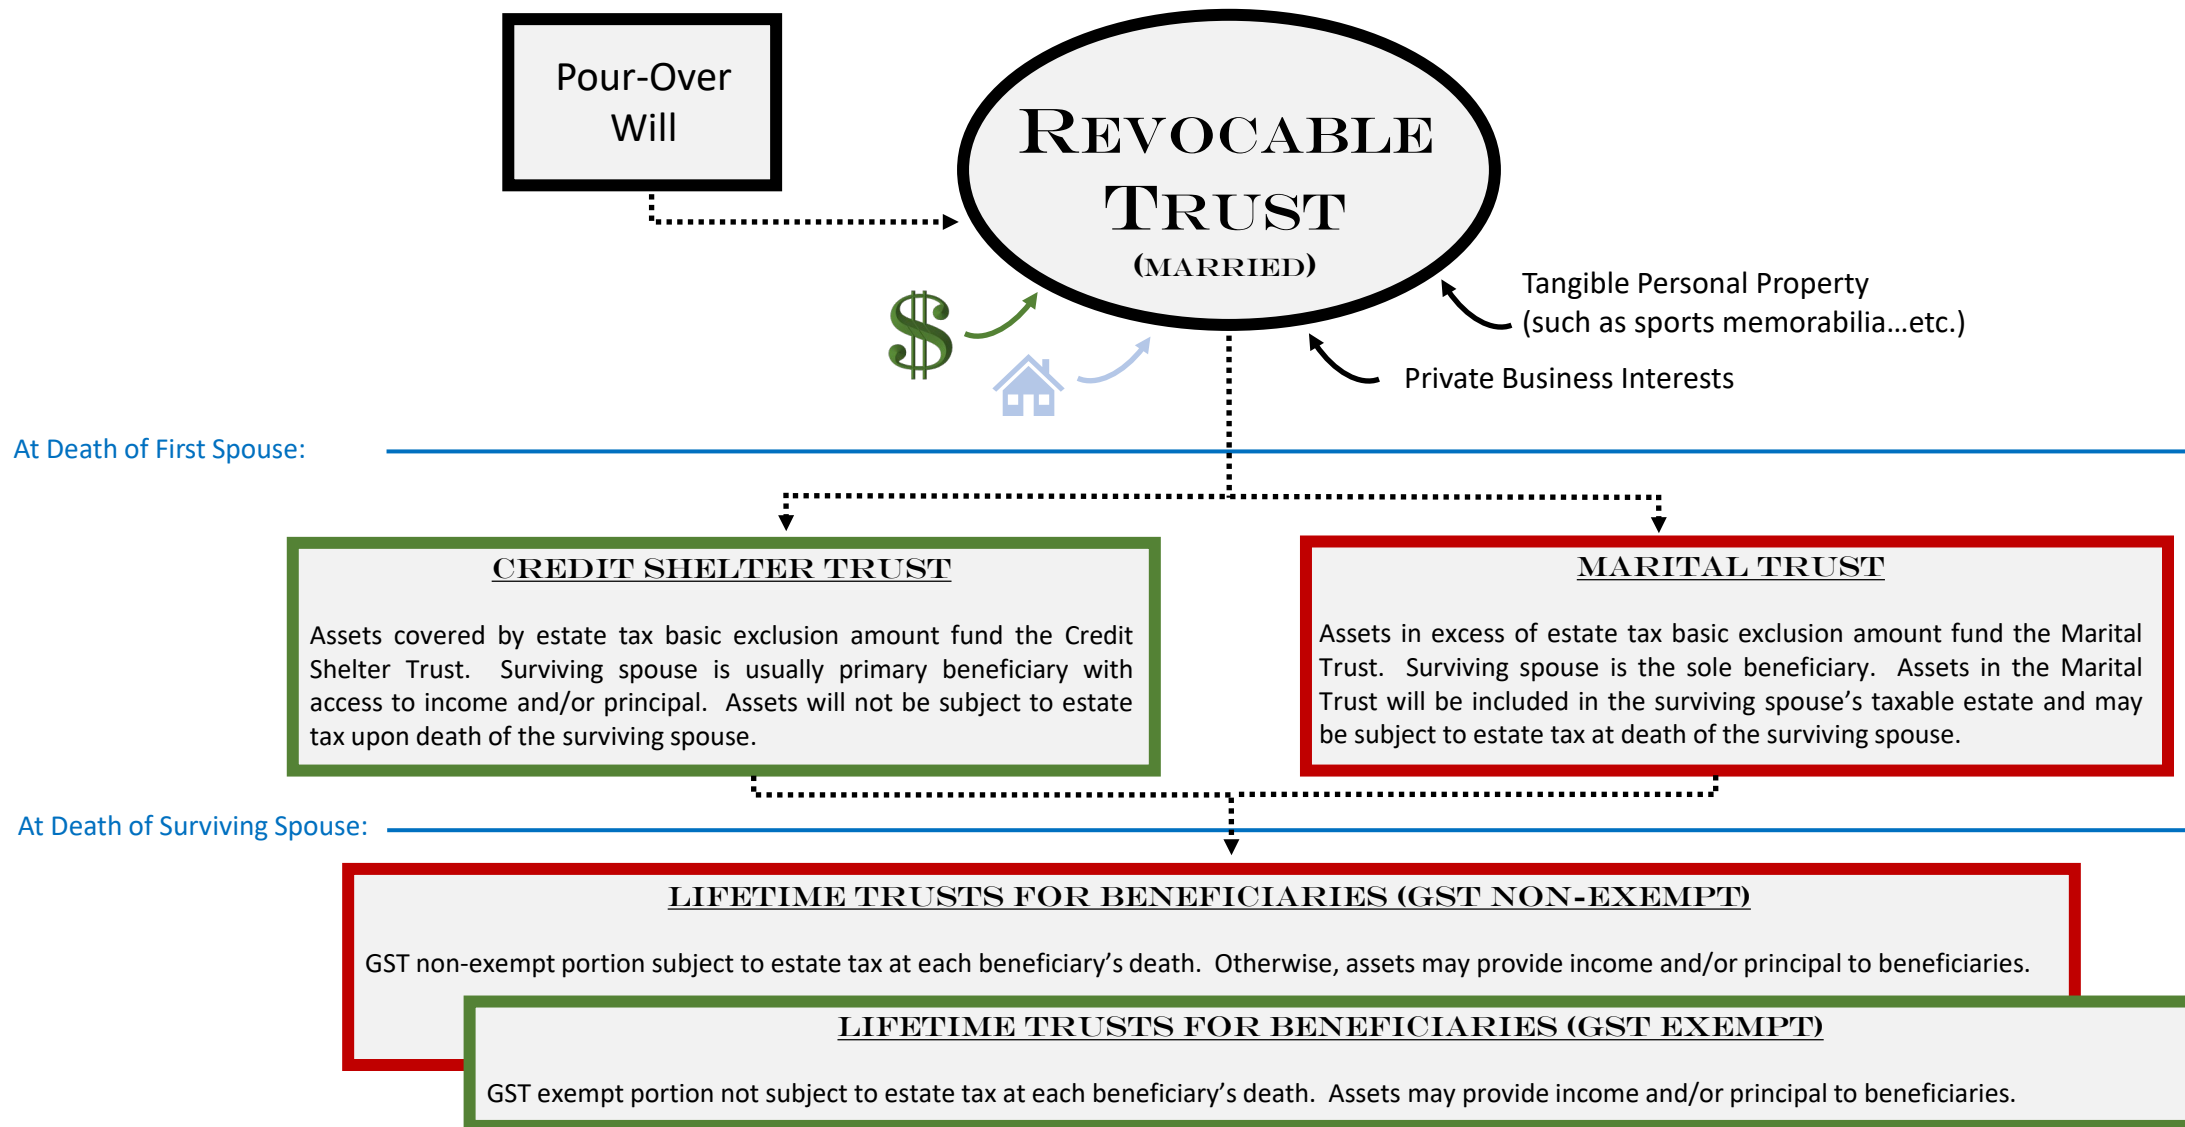 Pour-Over
Will
REVOCABLE
TRUST
(MARRIED)
$
Tangible Personal Property
(such as sports memorabilia…etc.)
Private Business Interests
At Death of First Spouse:
CREDIT SHELTER TRUST
Assets covered by estate tax basic exclusion amount fund the Credit
Shelter Trust. Surviving spouse is usually primary beneficiary with
access to income and/or principal. Assets will not be subject to estate
tax upon death of the surviving spouse.
MARITAL TRUST
Assets in excess of estate tax basic exclusion amount fund the Marital
Trust. Surviving spouse is the sole beneficiary. Assets in the Marital
Trust will be included in the surviving spouse’s taxable estate and may
be subject to estate tax at death of the surviving spouse.
At Death of Surviving Spouse:
LIFETIME TRUSTS FOR BENEFICIARIES (GST NON-EXEMPT)
GST non-exempt portion subject to estate tax at each beneficiary’s death. Otherwise, assets may provide income and/or principal to beneficiaries.
LIFETIME TRUSTS FOR BENEFICIARIES (GST EXEMPT)
GST exempt portion not subject to estate tax at each beneficiary’s death. Assets may provide income and/or principal to beneficiaries.